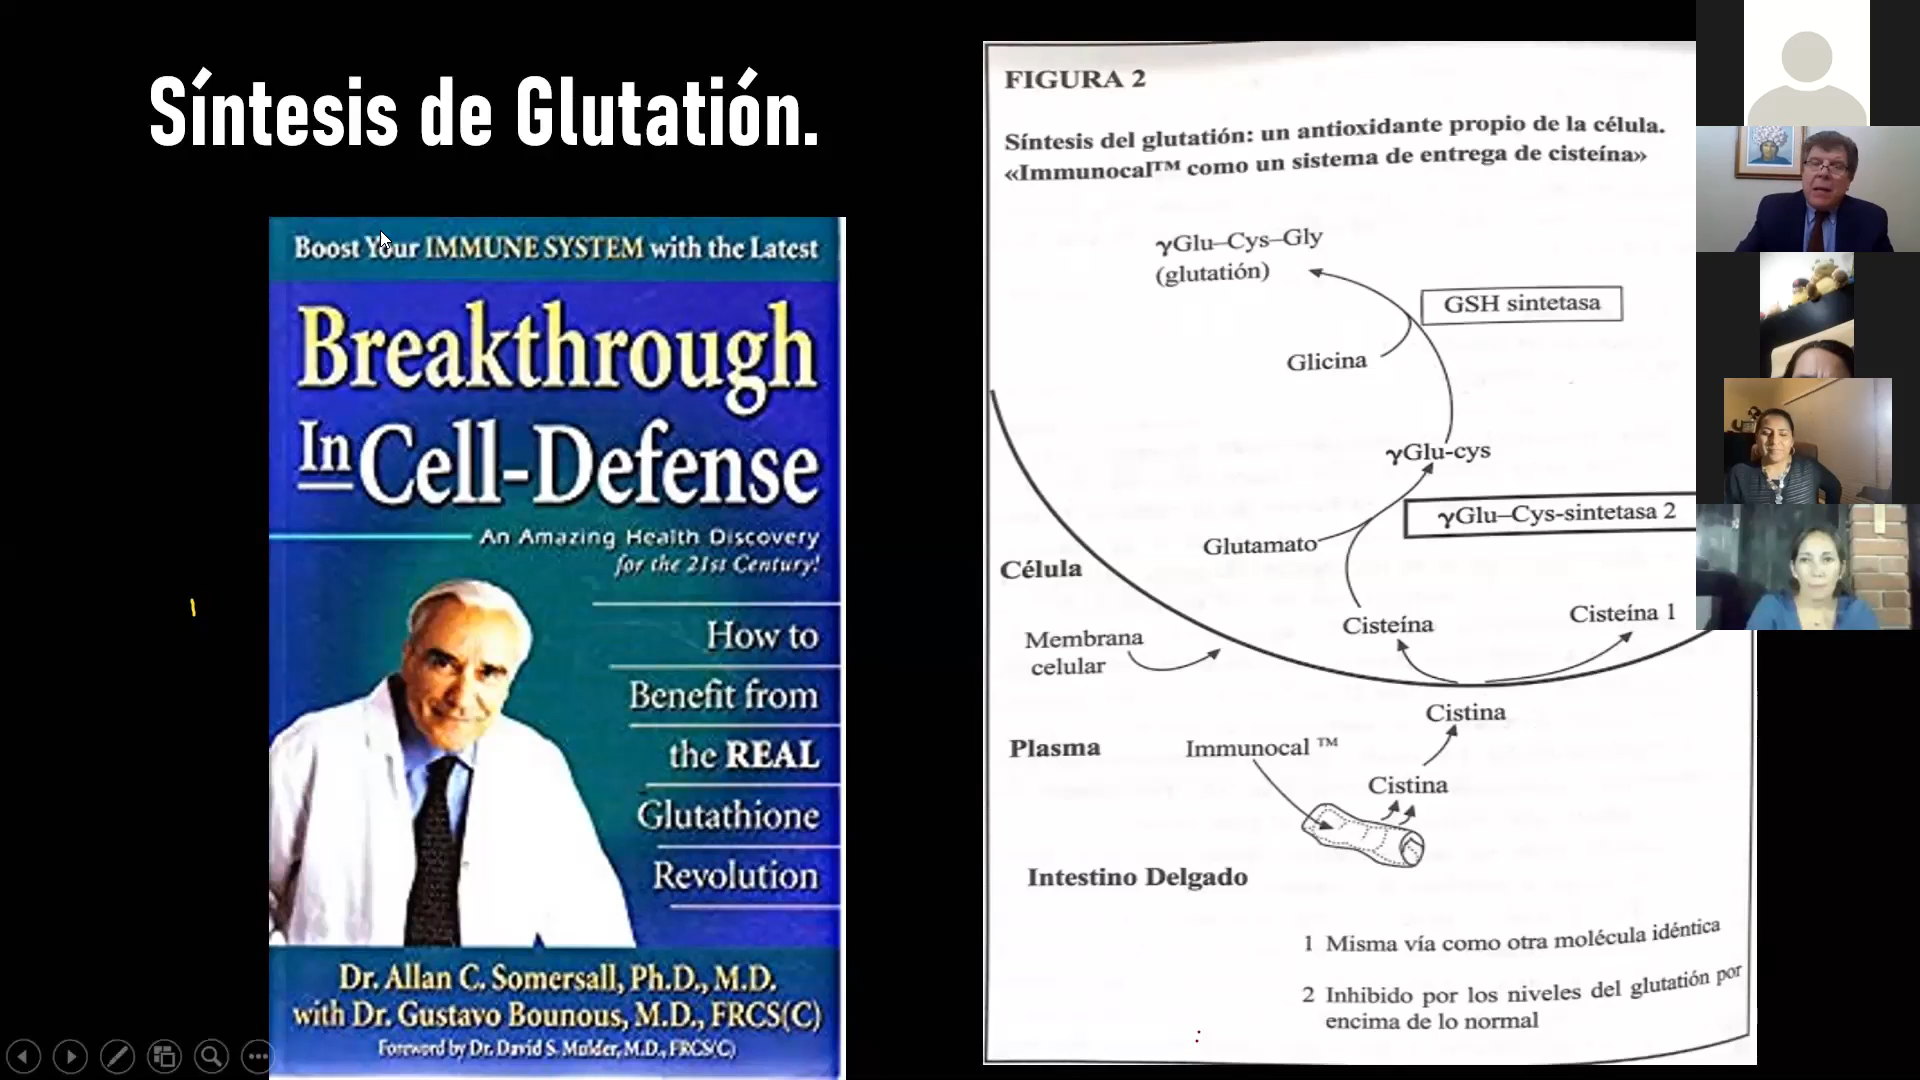 Síntesis de Glutatión.
Boost Your IMMUNE SYSTEM with the Latest
Breakthrough
In Cell-Defense
An Amazing Health Discovery
for the 21st Century!
How to
Benefit from
the REAL
Glutathione
Revolution
Dr. Allan C. Somersall, Ph.D., M.D.
with Dr. Gustavo Bounous, M.D., FRCS(C)
Foreword by Dr. David S. Mulder, M.D., FRCS(C)
FIGURA 2
Síntesis del glutatión: un antioxidante propio de la célula.
«Immunocal™ como un sistema de entrega de cisteína»
γGlu–Cys–Gly
(glutatión)
GSH sintetasa
Glicina
γGlu-cys
γGlu–Cys-sintetasa 2
Glutamato
Célula
Cisteína 1
Cisteína
Membrana
celular
Cistina
Plasma
Immunocal ™
Cistina
Intestino Delgado
1 Misma vía como otra molécula idéntica
2 Inhibido por los niveles del glutatión por
encima de lo normal